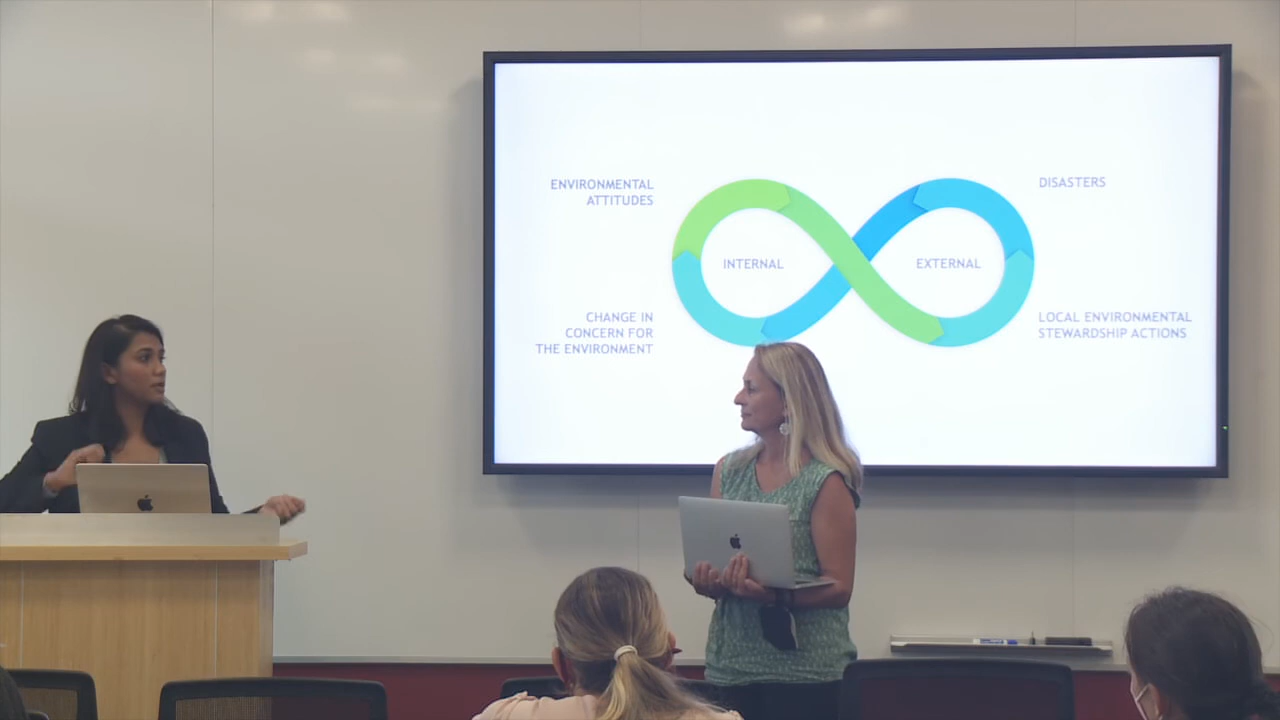 ENVIRONMENTAL
ATTITUDES
DISASTERS
INTERNAL
EXTERNAL
CHANGE IN
CONCERN FOR
THE ENVIRONMENT
LOCAL ENVIRONMENTAL
STEWARDSHIP ACTIONS